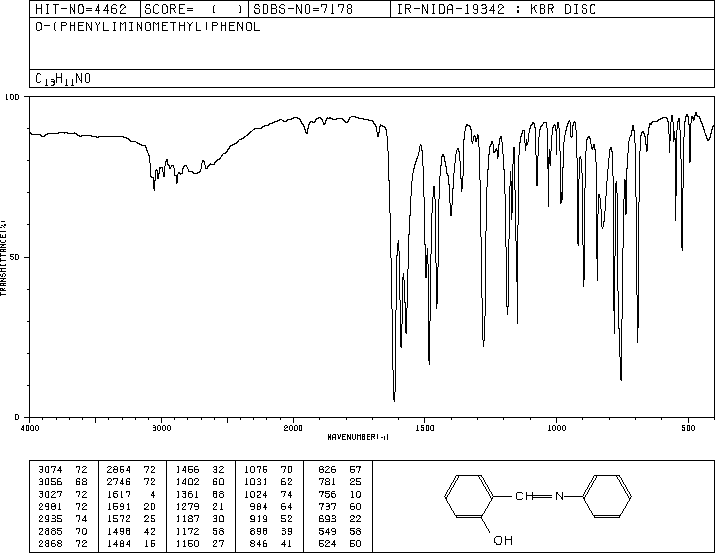 HIT-NO=4462 SCORE= ( ) SDBS-NO=7178 IR-NIDA-19342 : KBR DISC
O-(PHENYLIMINOMETHYL)PHENOL
C13H11NO
100
50
0
TRANSMITTANCE(%)
4000 3000 2000 1500 1000 500
WAVENUMBER(-1)
3074 72 2854 72 1456 32 1076 70 826 57
3056 68 2746 72 1402 60 1031 62 781 25
3027 72 1617 4 1361 68 1024 74 756 10
2981 72 1591 20 1279 21 984 64 737 60
2935 74 1572 25 1187 30 919 52 693 22
2885 70 1498 42 1172 58 898 39 549 58
2868 72 1484 15 1150 27 846 41 524 50
CH N
OH